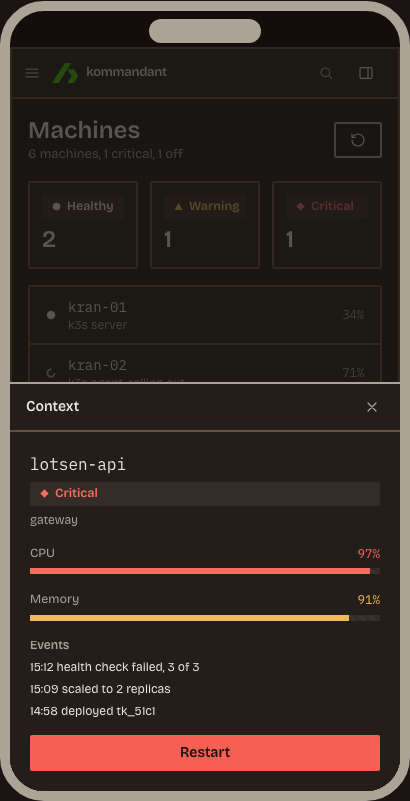 kommandant
Machines
6 machines, 1 critical, 1 off
Healthy
Warning
Critical
2
1
1
kran-01
k3s server
34%
kran-02
71%
Context
lotsen-api
Critical
gateway
CPU
97%
Memory
91%
Events
15:12 health check failed, 3 of 3
15:09 scaled to 2 replicas
14:58 deployed tk_51c1
Restart